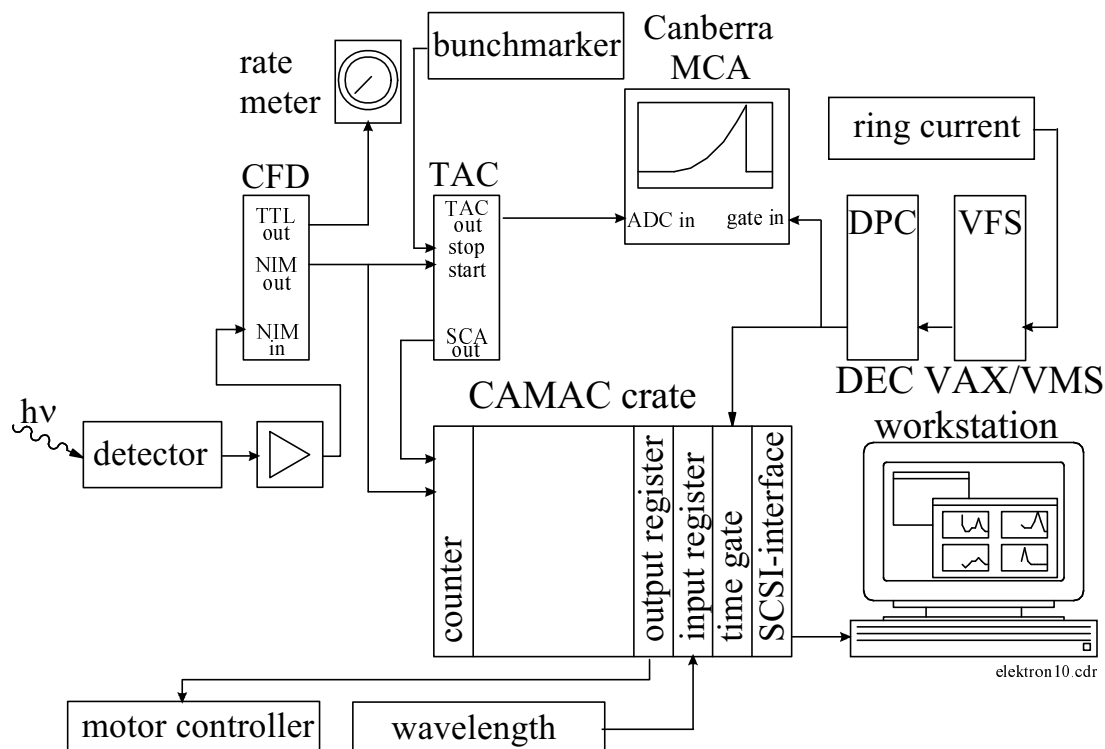 bunchmarker
Canberra
MCA
rate
meter
ring current
CFD
TAC
TTL
out
NIM
out
NIM
in
TAC
out
stop
start
SCA
out
ADC in
gate in
DPC
VFS
DEC VAX/VMS
workstation
CAMAC crate
hν
detector
counter
output register
input register
time gate
SCSI-interface
elektron10.cdr
motor controller
wavelength